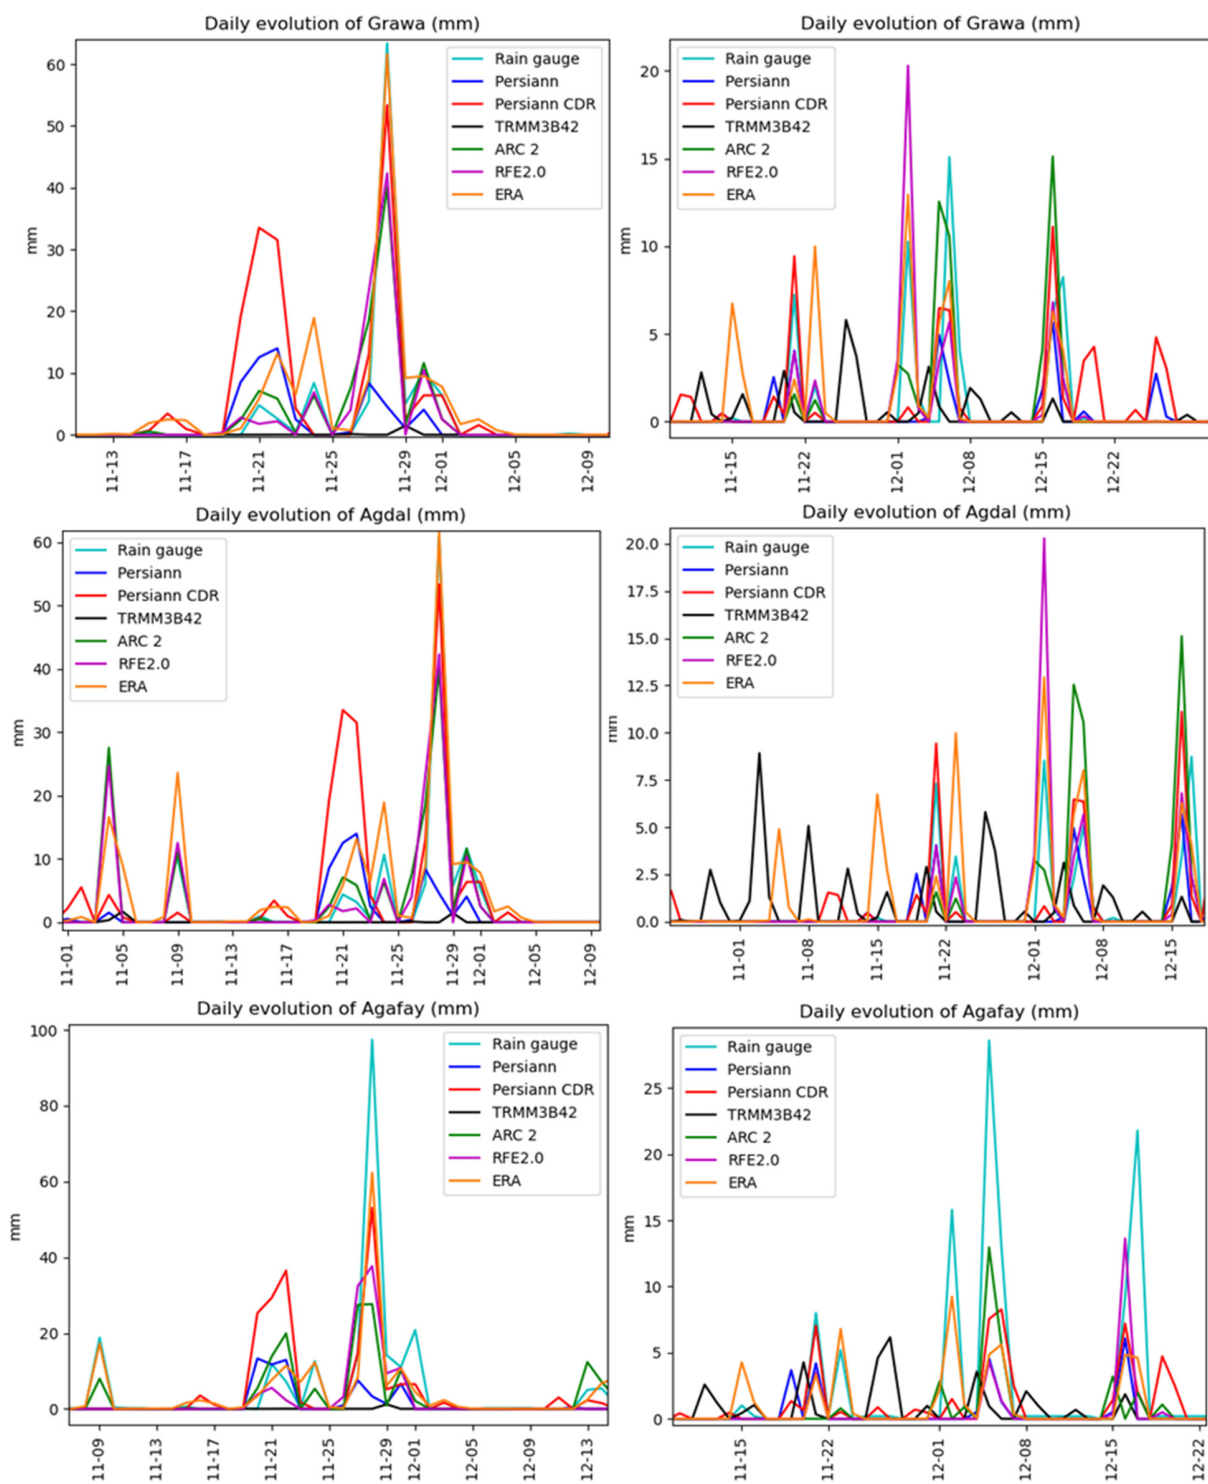 Daily evolution of Grawa (mm)
60
50
40
30
20
10
0
mm
Rain gauge
Persiann
Persiann CDR
TRMM3B42
ARC 2
RFE2.0
ERA
11-13
11-17
11-21
11-25
11-29
12-01
12-05
12-09
Daily evolution of Grawa (mm)
20
15
10
5
0
mm
Rain gauge
Persiann
Persiann CDR
TRMM3B42
ARC 2
RFE2.0
ERA
11-15
11-22
12-01
12-08
12-15
12-22
Daily evolution of Agdal (mm)
60
50
40
30
20
10
0
mm
Rain gauge
Persiann
Persiann CDR
TRMM3B42
ARC 2
RFE2.0
ERA
11-01
11-05
11-09
11-13
11-17
11-21
11-25
11-29
12-01
12-05
12-09
Daily evolution of Agdal (mm)
20.0
17.5
15.0
12.5
10.0
7.5
5.0
2.5
0.0
mm
Rain gauge
Persiann
Persiann CDR
TRMM3B42
ARC 2
RFE2.0
ERA
11-01
11-08
11-15
11-22
12-01
12-08
12-15
Daily evolution of Agafay (mm)
100
80
60
40
20
0
mm
Rain gauge
Persiann
Persiann CDR
TRMM3B42
ARC 2
RFE2.0
ERA
11-09
11-13
11-17
11-21
11-25
11-29
12-01
12-05
12-09
12-13
Daily evolution of Agafay (mm)
25
20
15
10
5
0
mm
Rain gauge
Persiann
Persiann CDR
TRMM3B42
ARC 2
RFE2.0
ERA
11-15
11-22
12-01
12-08
12-15
12-22